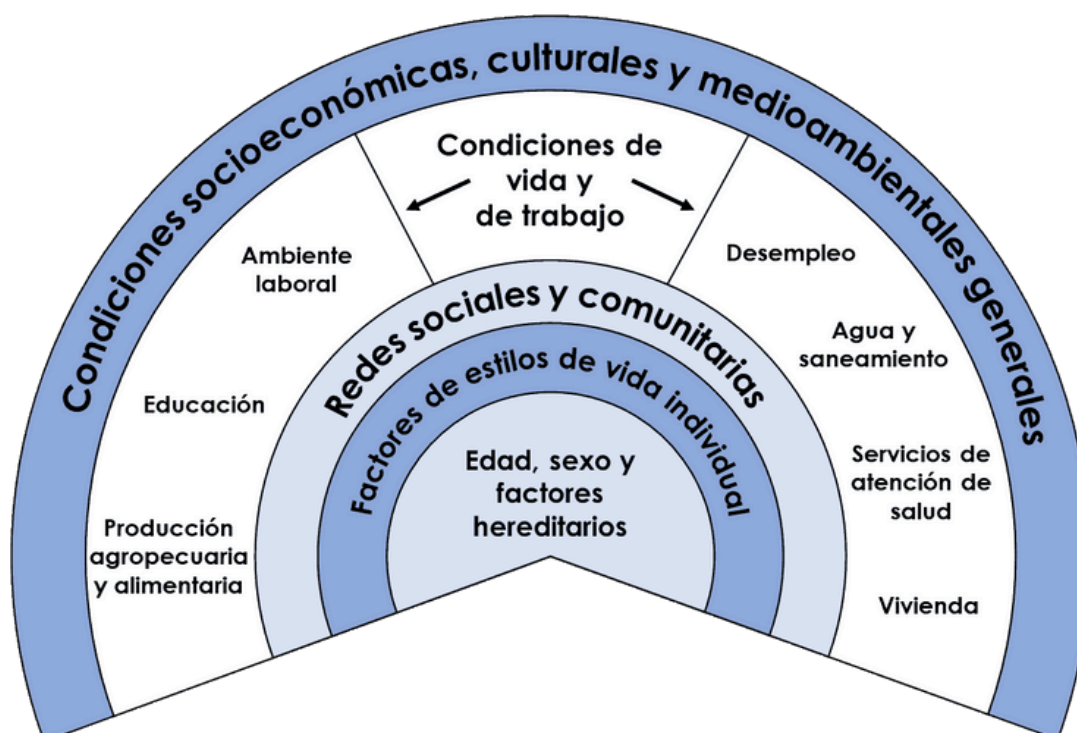 Condiciones socioeconómicas, culturales y medioambientales generales
Condiciones de
vida y
de trabajo
Ambiente
laboral
Educación
Producción
agropecuaria
y alimentaria
Desempleo
Agua y
saneamiento
Servicios de
atención de
salud
Vivienda
Redes sociales y comunitarias
Factores de estilos de vida individual
Edad, sexo y
factores
hereditarios